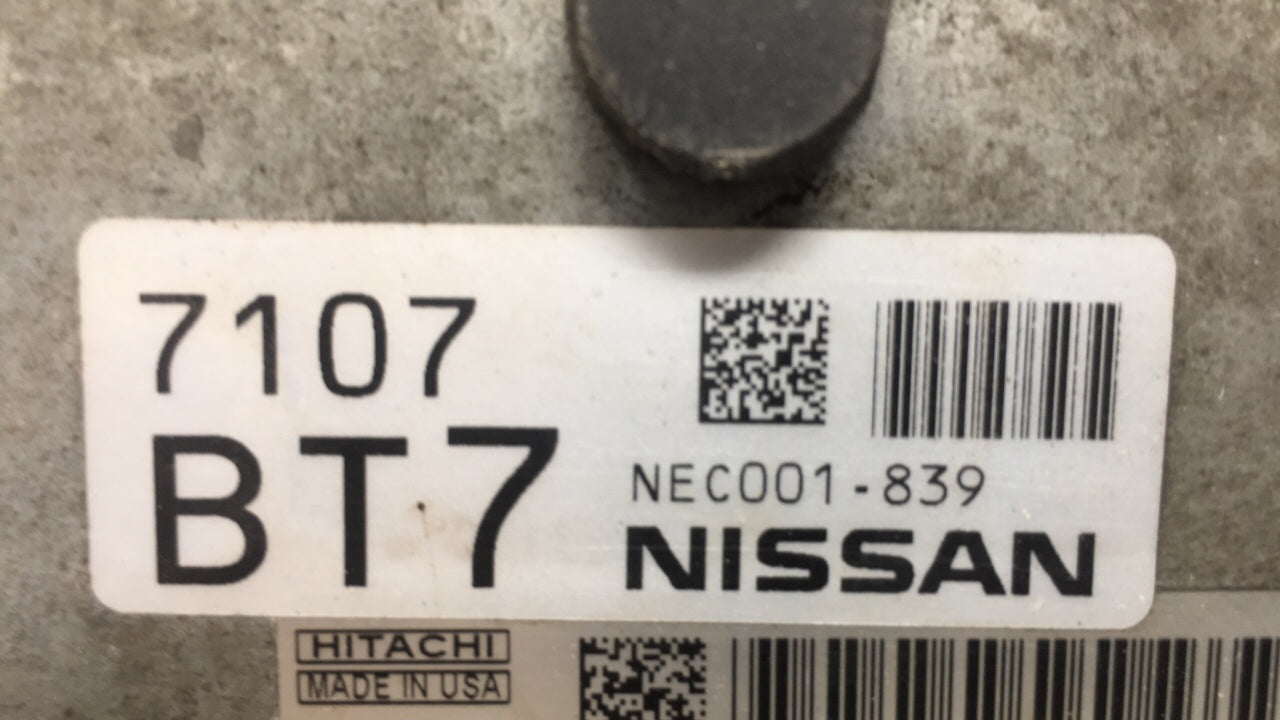 7107
BT7
NEC001-839
NISSAN
HITACHI
MADE IN USA